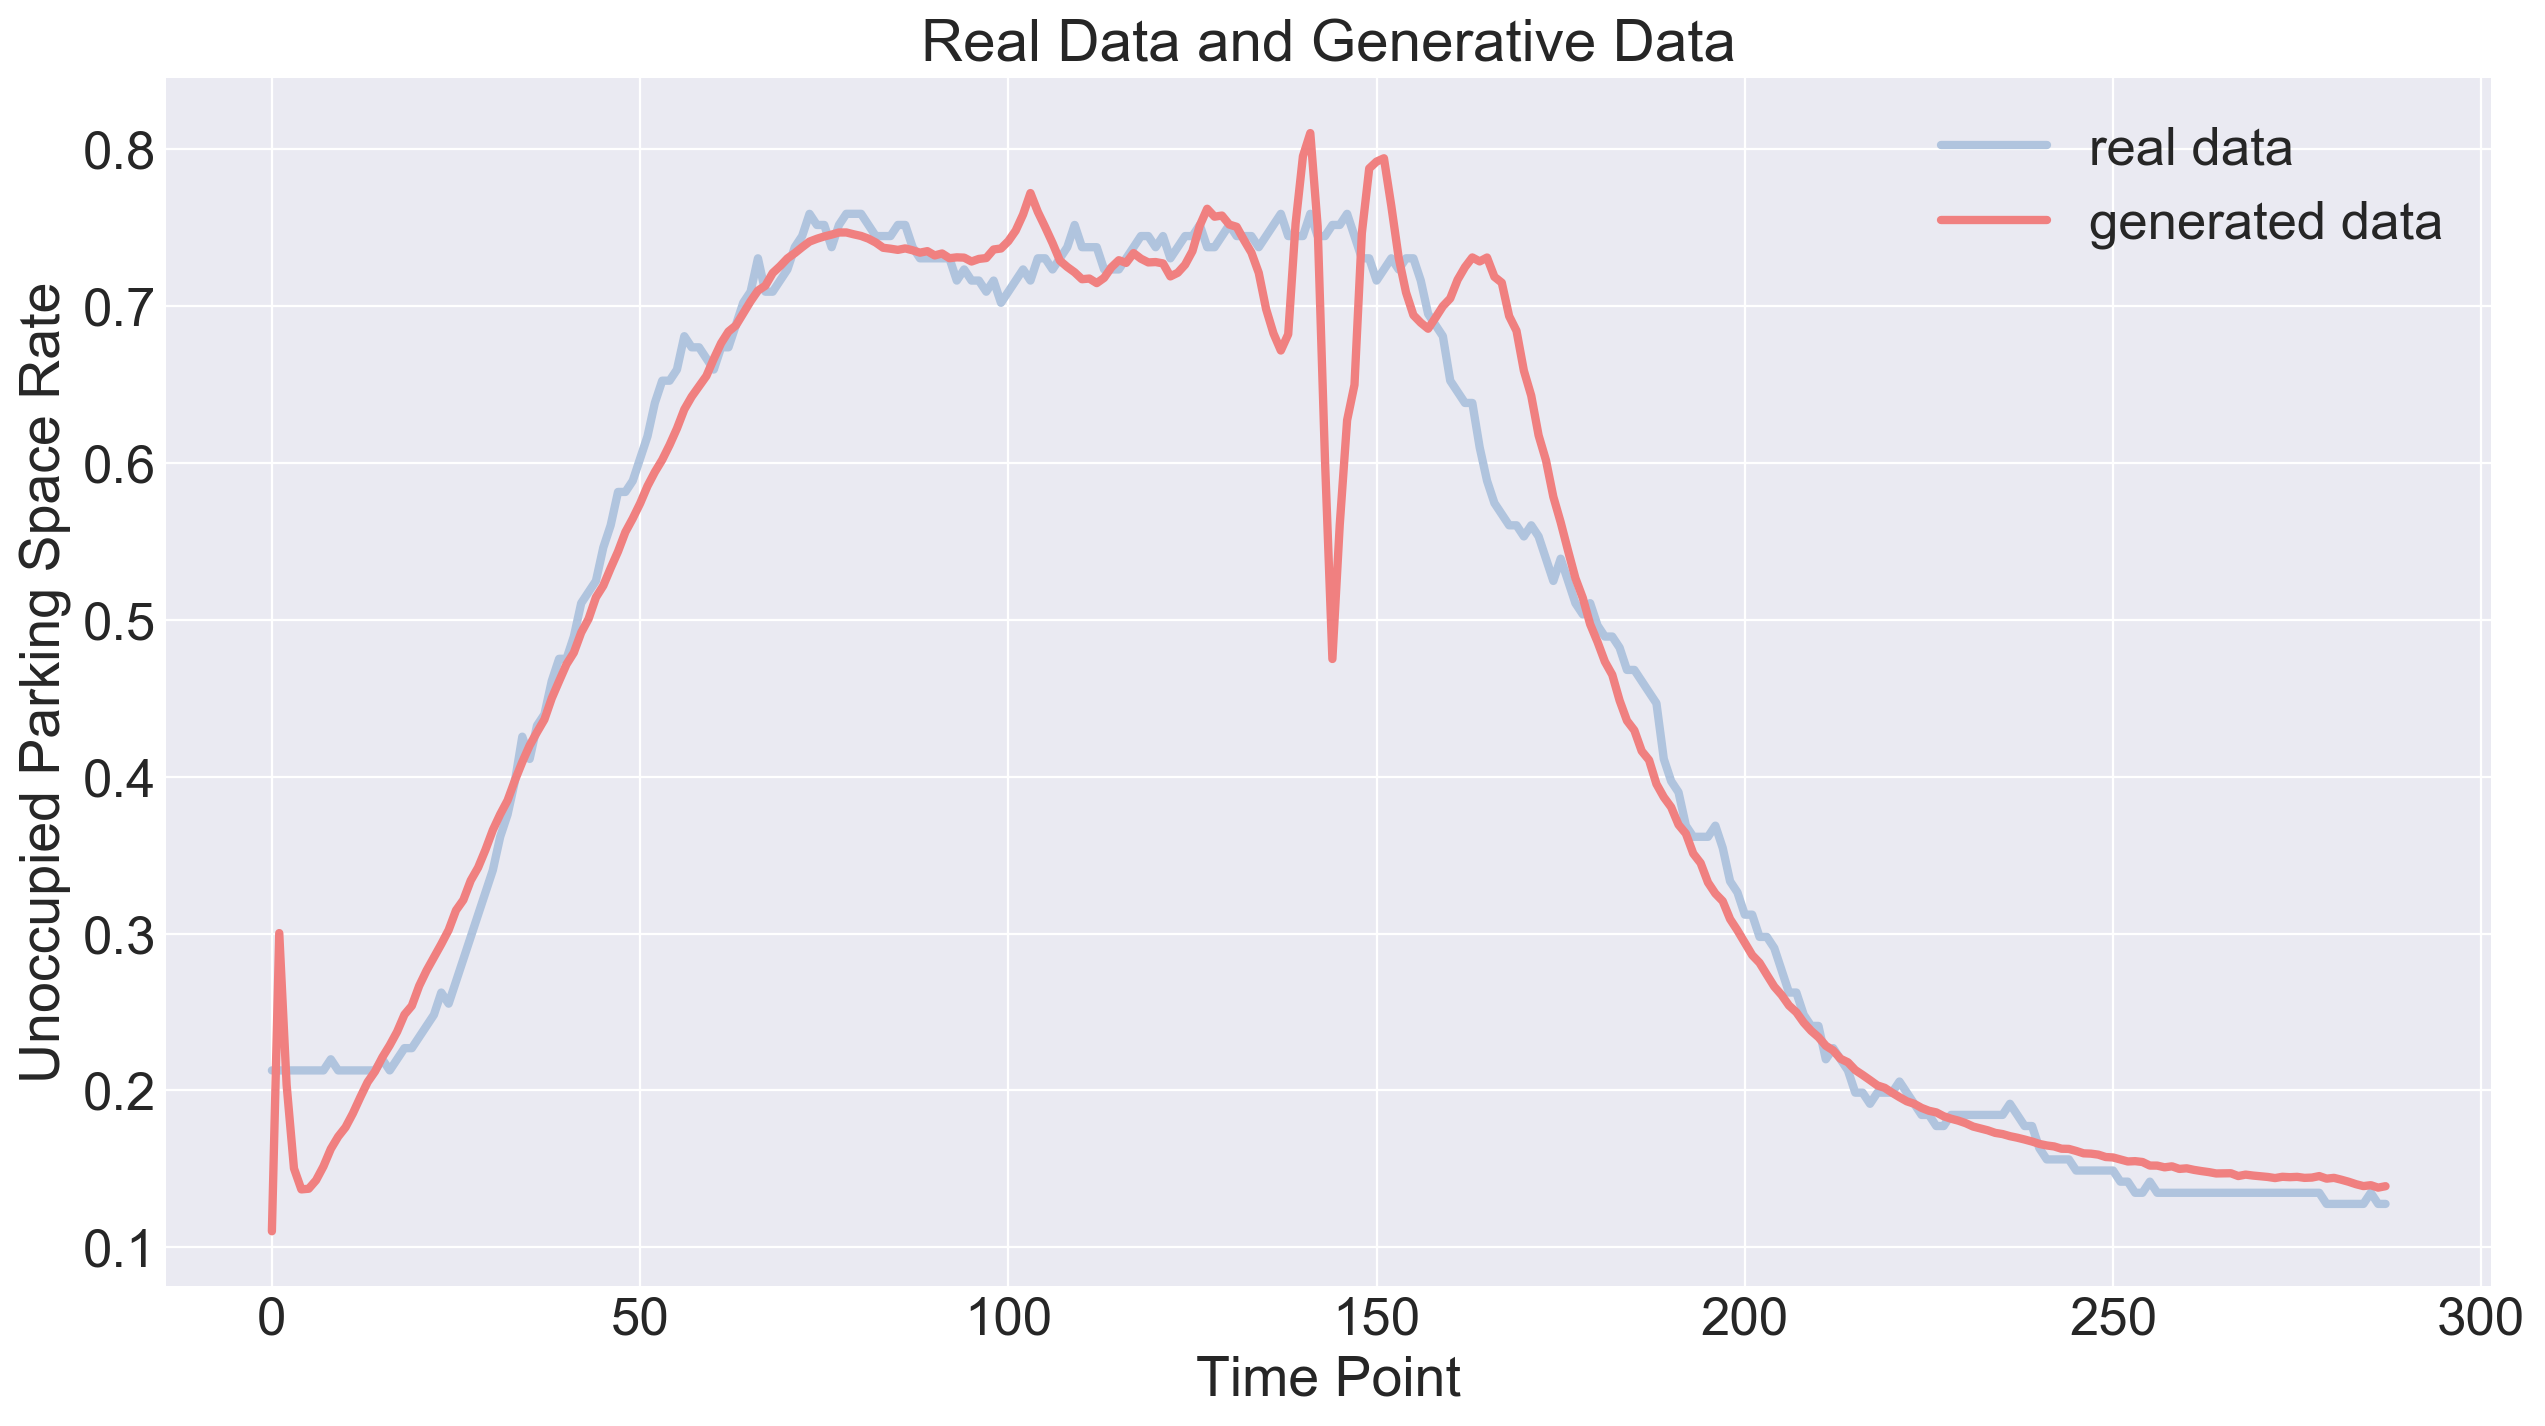 Real Data and Generative Data
real data
generated data
Unoccupied Parking Space Rate
0.8
0.7
0.6
0.5
0.4
0.3
0.2
0.1
0 50 100 150 200 250 300
Time Point